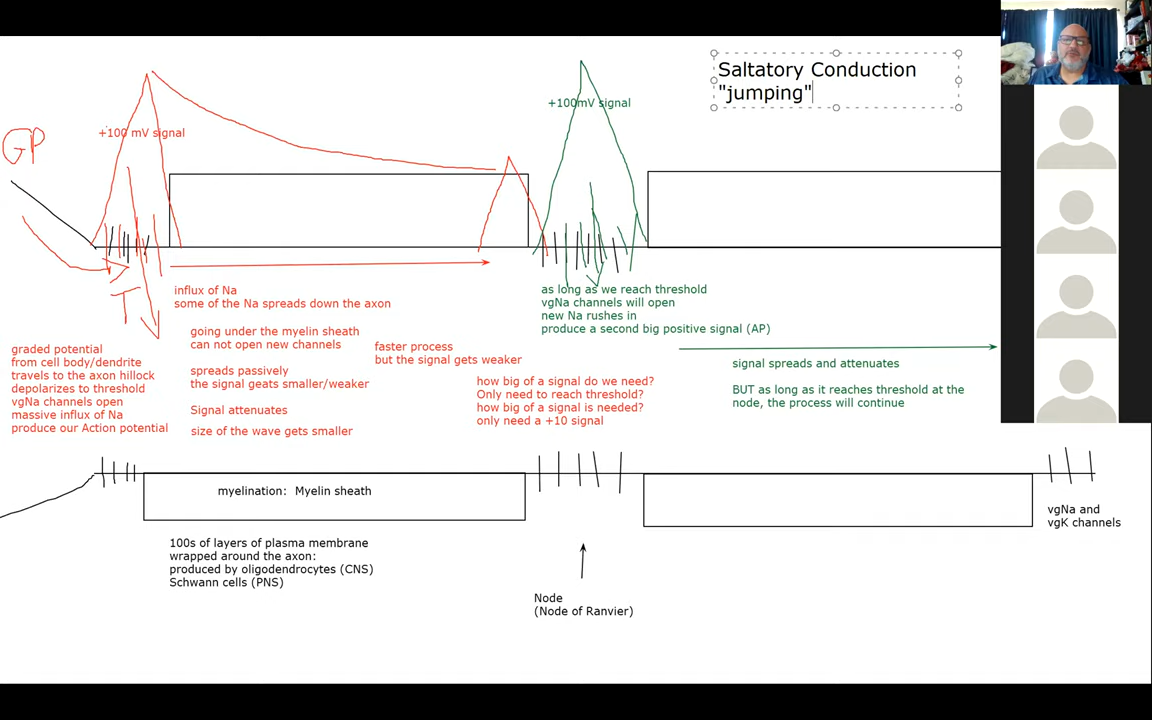 Saltatory Conduction
"jumping"
+100mV signal
+100 mV signal
GP
T
influx of Na
some of the Na spreads down the axon
going under the myelin sheath
can not open new channels
spreads passively
the signal geats smaller/weaker
Signal attenuates
size of the wave gets smaller
faster process
but the signal gets weaker
graded potential
from cell body/dendrite
travels to the axon hillock
depolarizes to threshold
vgNa channels open
massive influx of Na
produce our Action potential
how big of a signal do we need?
Only need to reach threshold?
how big of a signal is needed?
only need a +10 signal
as long as we reach threshold
vgNa channels will open
new Na rushes in
produce a second big positive signal (AP)
signal spreads and attenuates
BUT as long as it reaches threshold at the
node, the process will continue
myelination: Myelin sheath
100s of layers of plasma membrane
wrapped around the axon:
produced by oligodendrocytes (CNS)
Schwann cells (PNS)
Node
(Node of Ranvier)
vgNa and
vgK channels